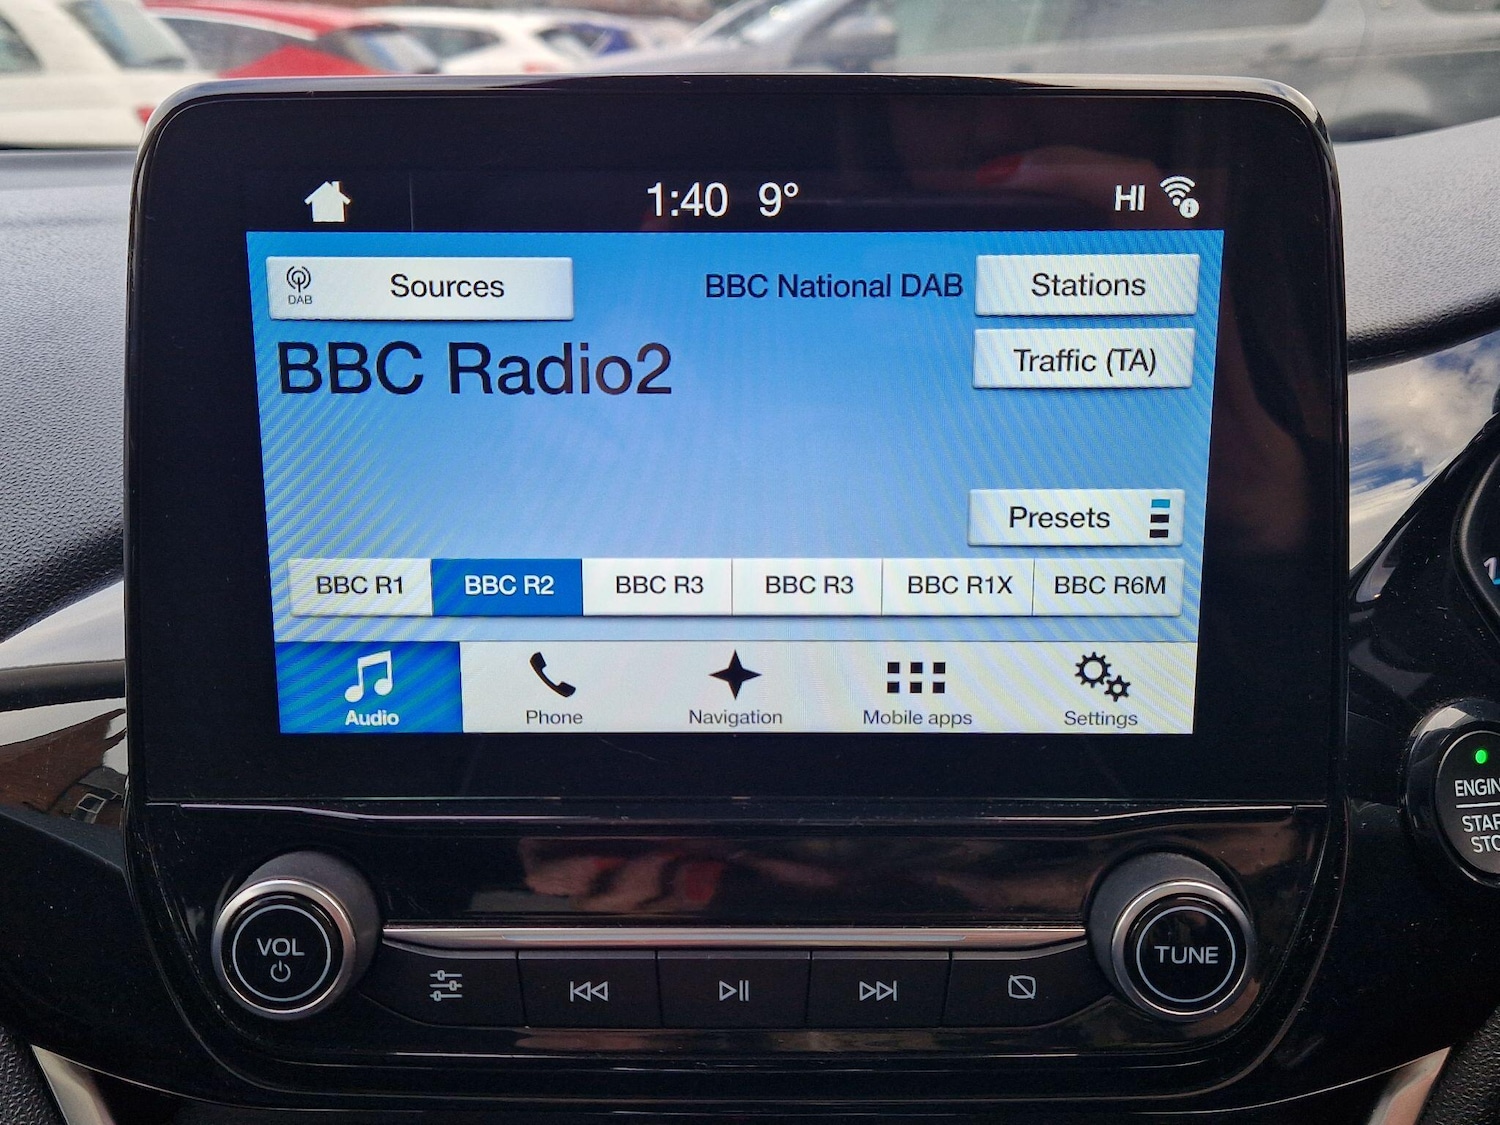 1:40 9° HI
DAB
Sources
BBC National DAB
Stations
BBC Radio2
Traffic (TA)
Presets
BBC R1 BBC R2 BBC R3 BBC R3 BBC R1X BBC R6M
Audio Phone Navigation Mobile apps Settings
VOL
TUNE